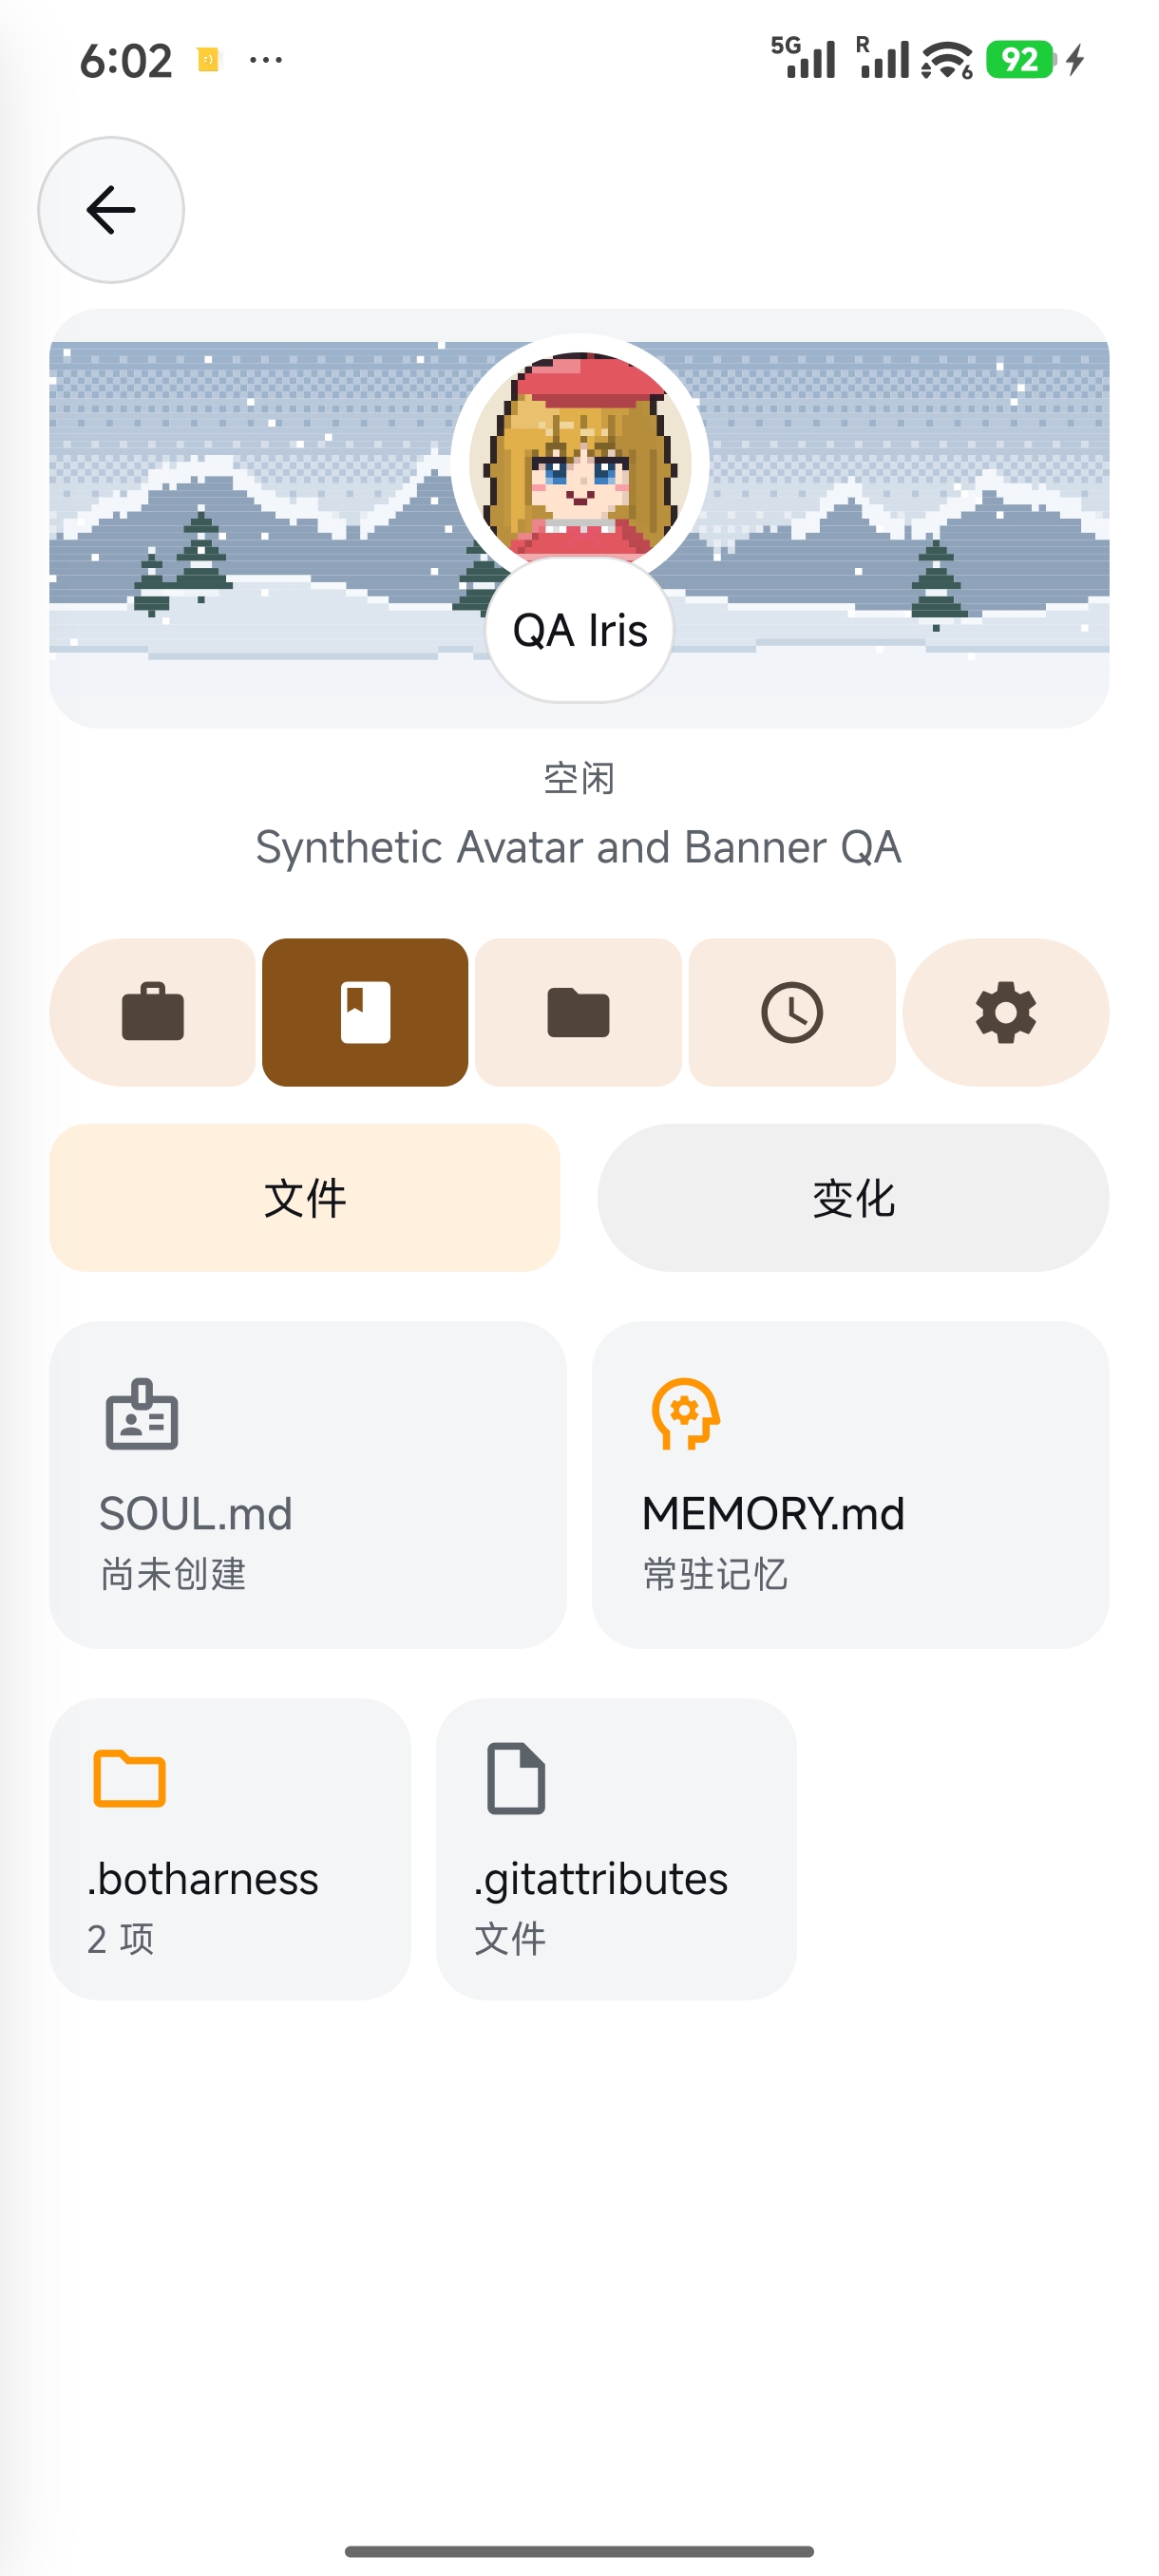 6:02
5G R 6 92
QA Iris
空闲
Synthetic Avatar and Banner QA
文件 变化
SOUL.md MEMORY.md
尚未创建 常驻记忆
.botharness .gitattributes
2 项 文件